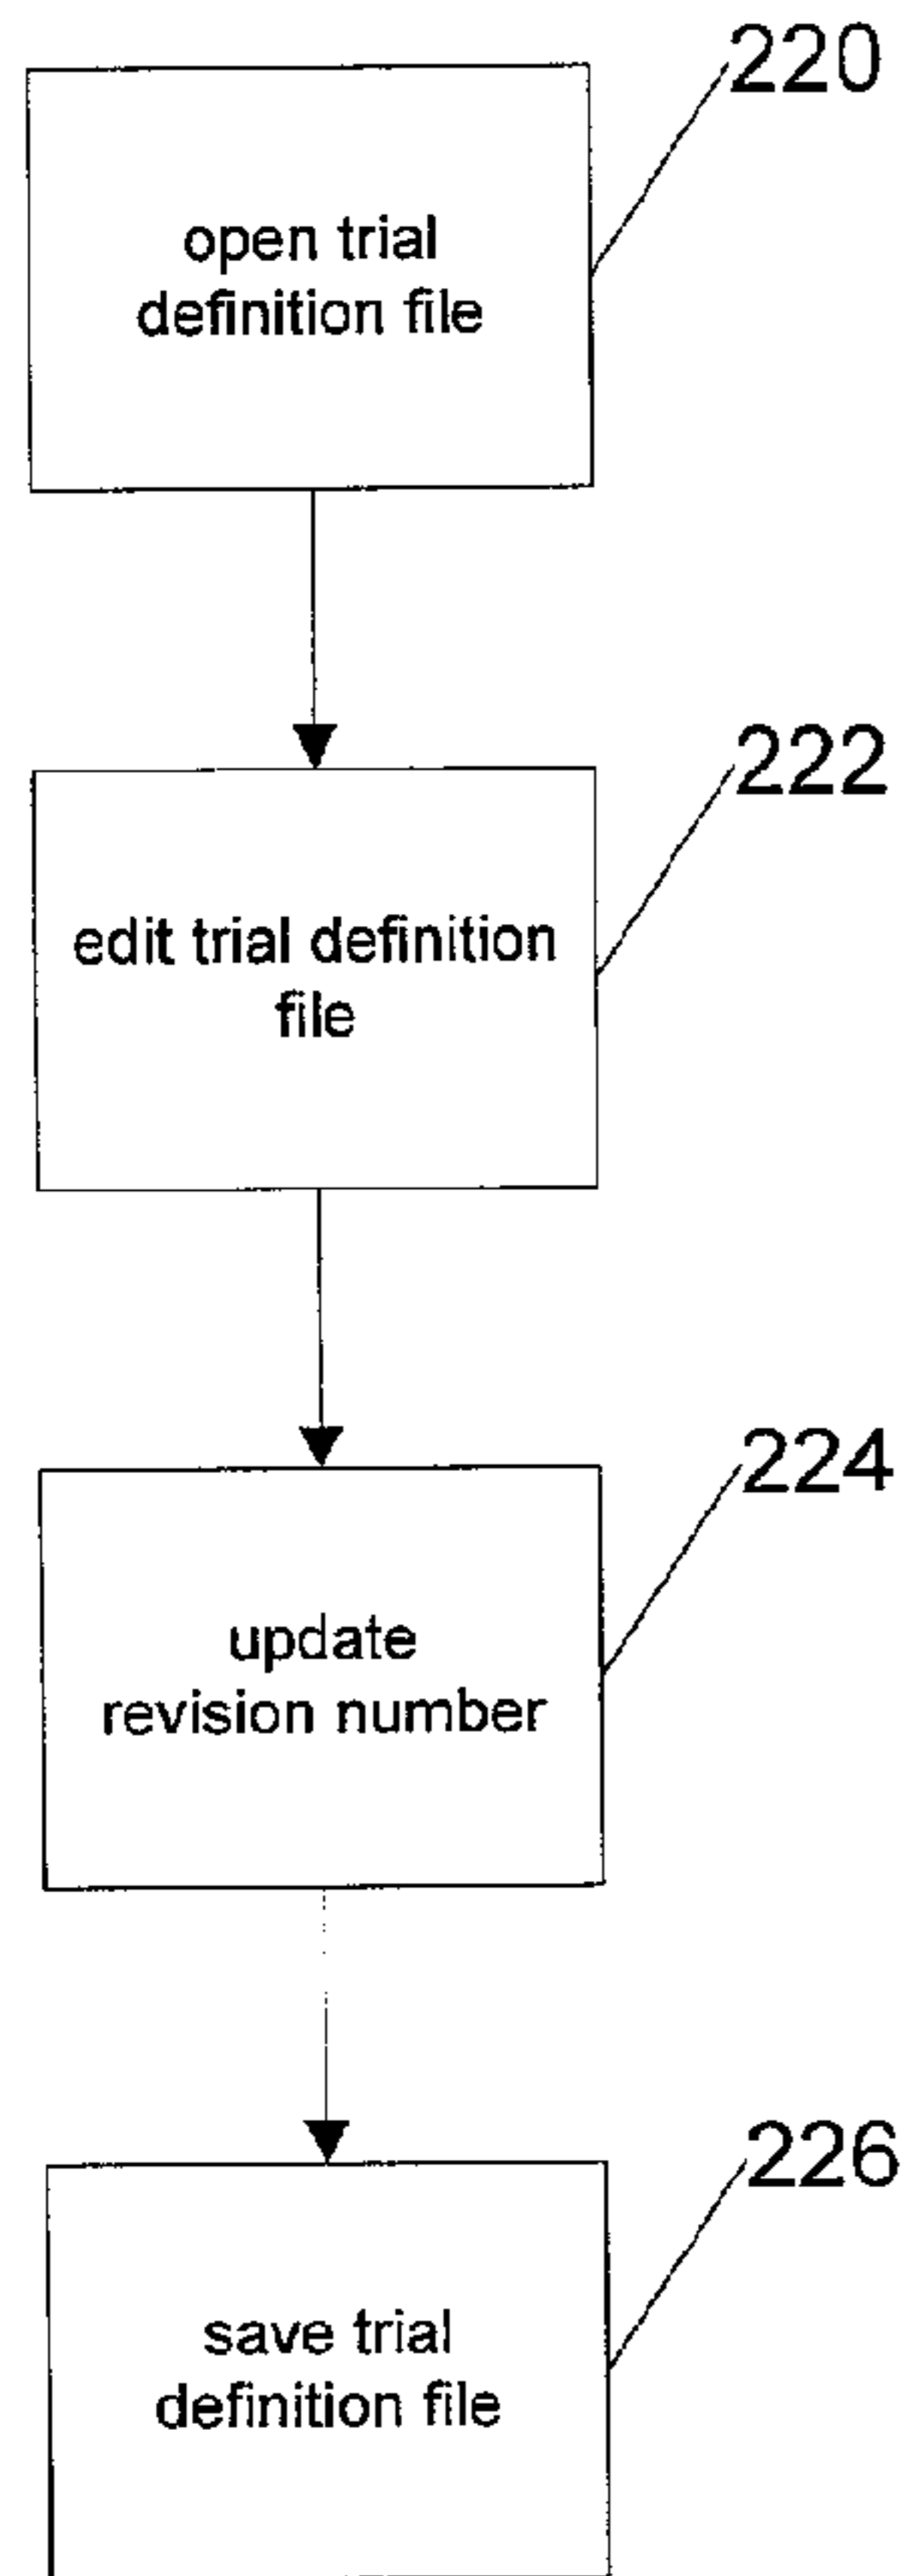 220
open trial
definition file
222
edit trial definition
file
224
update
revision number
226
save trial
definition file